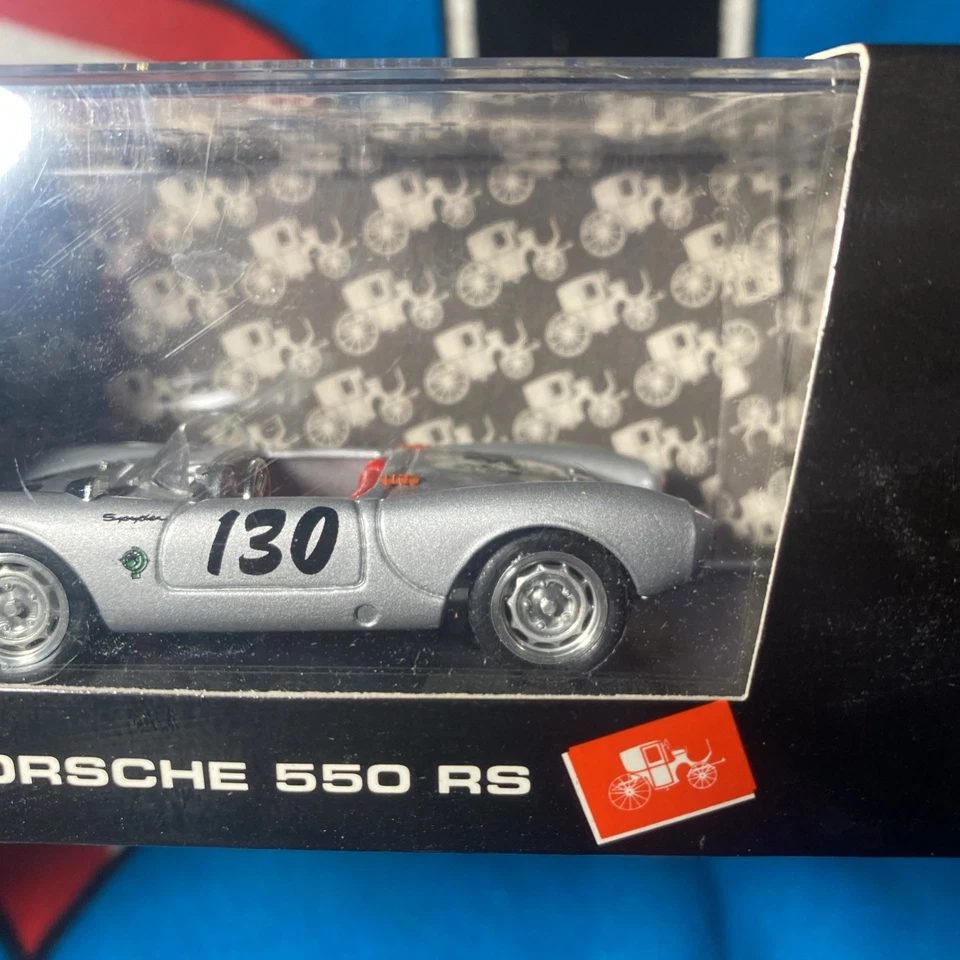 Spyder
130
ORSCHE 550 RS